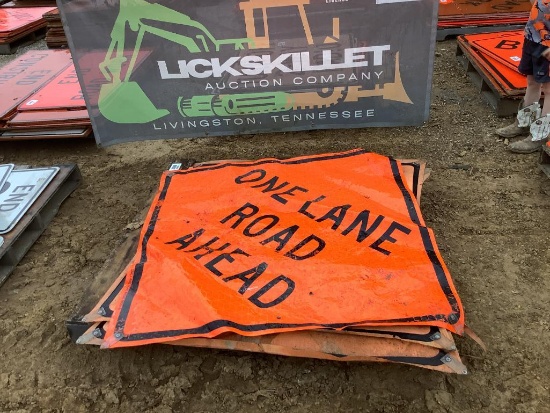 LICKSKILLET
AUCTION COMPANY
LIVINGSTON, TENNESSEE
ONE LANE
ROAD
AHEAD
END